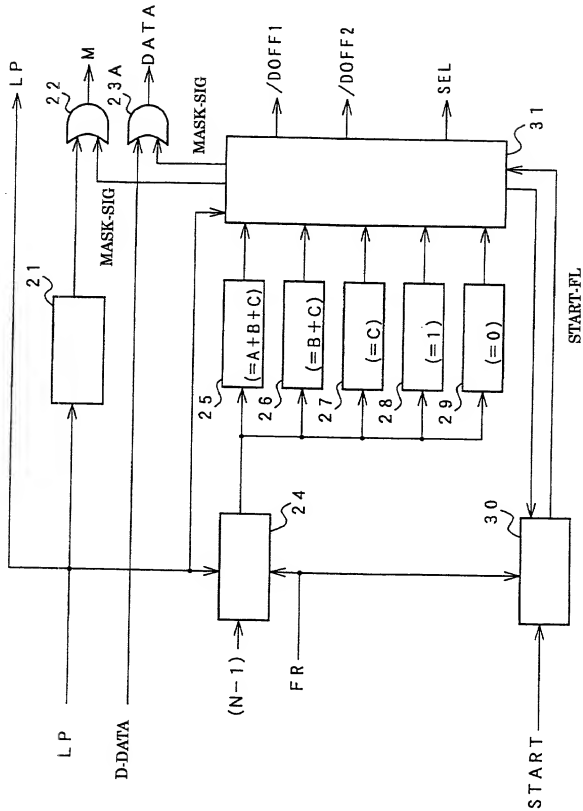 LP
22
M
23A
DATA
MASK-SIG
MASK-SIG
21
/DOFF1
/DOFF2
SEL
31
25
(=A+B+C)
26
(=B+C)
27
(=C)
28
(=1)
29
(=0)
24
30
START-FL
LP
D-DATA
(N-1)
FR
START